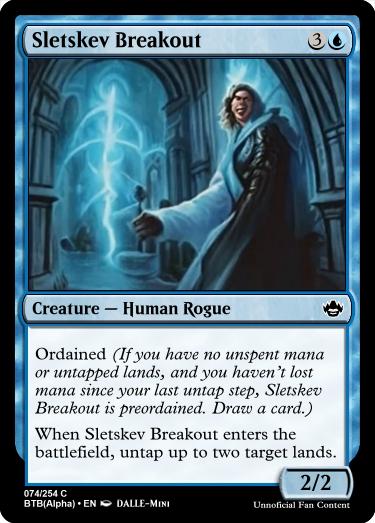 Sletskev Breakout 3
Creature — Human Rogue
Ordained (If you have no unspent mana
or untapped lands, and you haven't lost
mana since your last untap step, Sletskev
Breakout is preordained. Draw a card.)
When Sletskev Breakout enters the
battlefield, untap up to two target lands.
2/2
074/254 C
BTB(Alpha) • EN DALLE-Mini
Unofficial Fan Content